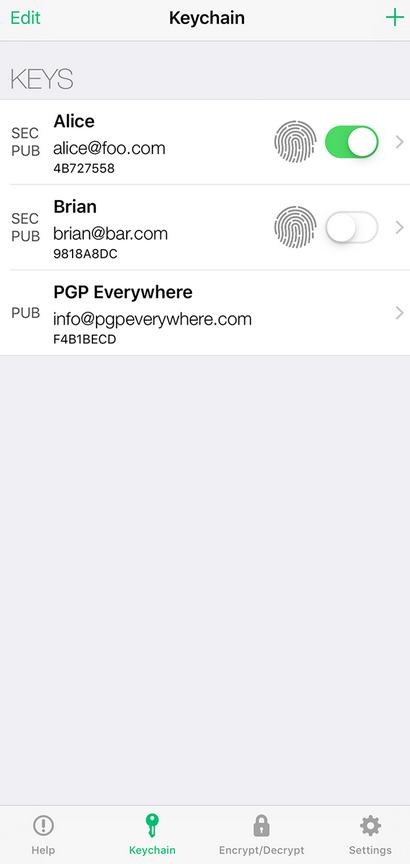 Edit Keychain
KEYS
SEC
PUB
Alice
alice@foo.com
4B727558
SEC
PUB
Brian
brian@bar.com
9818A8DC
PUB
PGP Everywhere
info@pgpeverywhere.com
F4B1BECD
Help Keychain Encrypt/Decrypt Settings